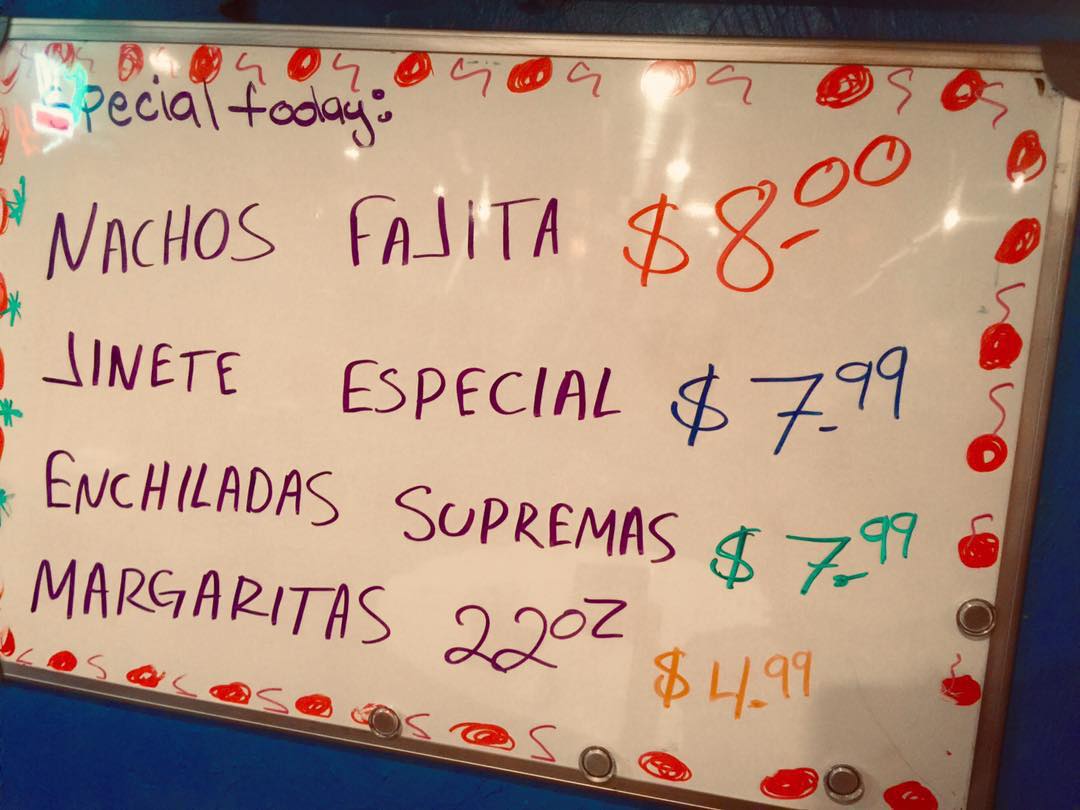 Special today:
NACHOS FAJITA $8.00
JINETE ESPECIAL $7.99
ENCHILADAS SUPREMAS $7.99
MARGARITAS 22oz $4.99